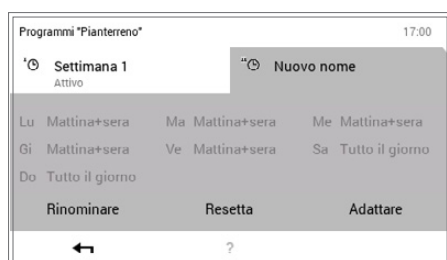 Programmi "Pianterreno" 17:00
Settimana 1 Nuovo nome
Attivo
Lu Mattina+sera Ma Mattina+sera Me Mattina+sera
Gi Mattina+sera Ve Mattina+sera Sa Tutto il giorno
Do Tutto il giorno
Rinominare Resetta Adattare
?